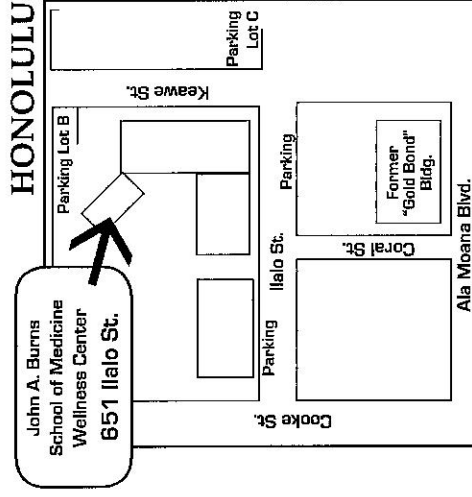 HONOLULU
John A. Burns
School of Medicine
Wellness Center
651 Ilalo St.
Parking Lot B
Keawe St.
Parking
Lot C
Parking
Ilalo St.
Parking
Cooke St.
Coral St.
Former
"Gold Bond"
Bldg.
Ala Moana Blvd.